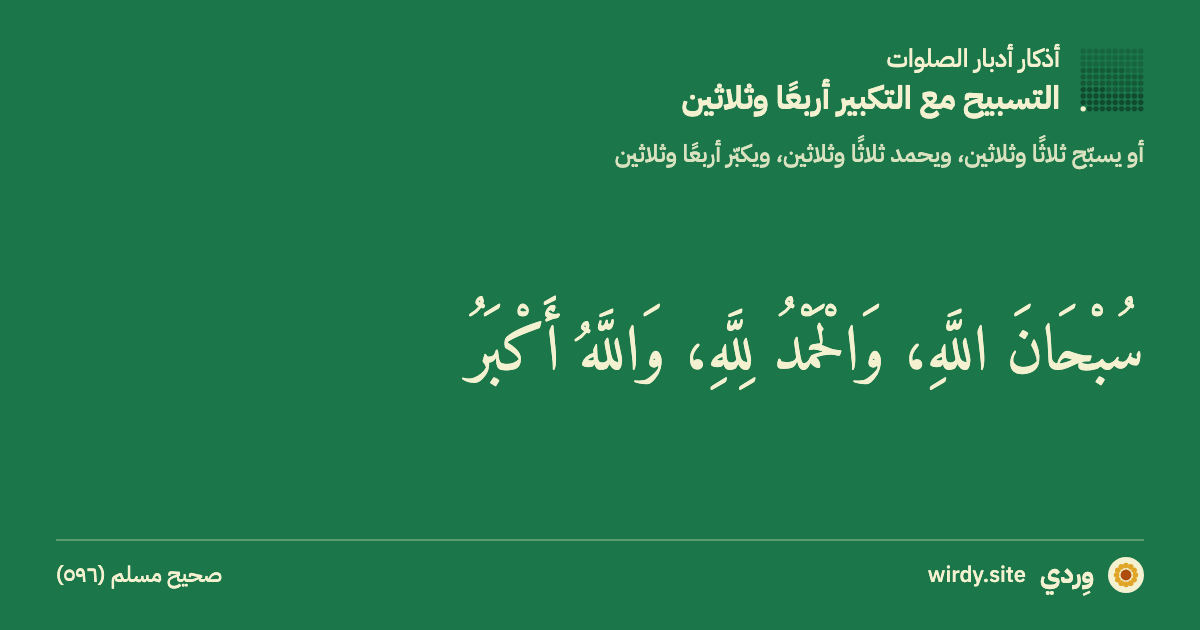 أذكار أدبار الصلوات
التسبيح مع التكبير أربعًا وثلاثين
أو يسبّح ثلاثًا وثلاثين، ويحمد ثلاثًا وثلاثين، ويكبّر أربعًا وثلاثين
سُبْحَانَ اللَّهِ، وَالْحَمْدُ لِلَّهِ، وَاللَّهُ أَكْبَرُ
وِردي wirdy.site
صحيح مسلم (٥٩٦)